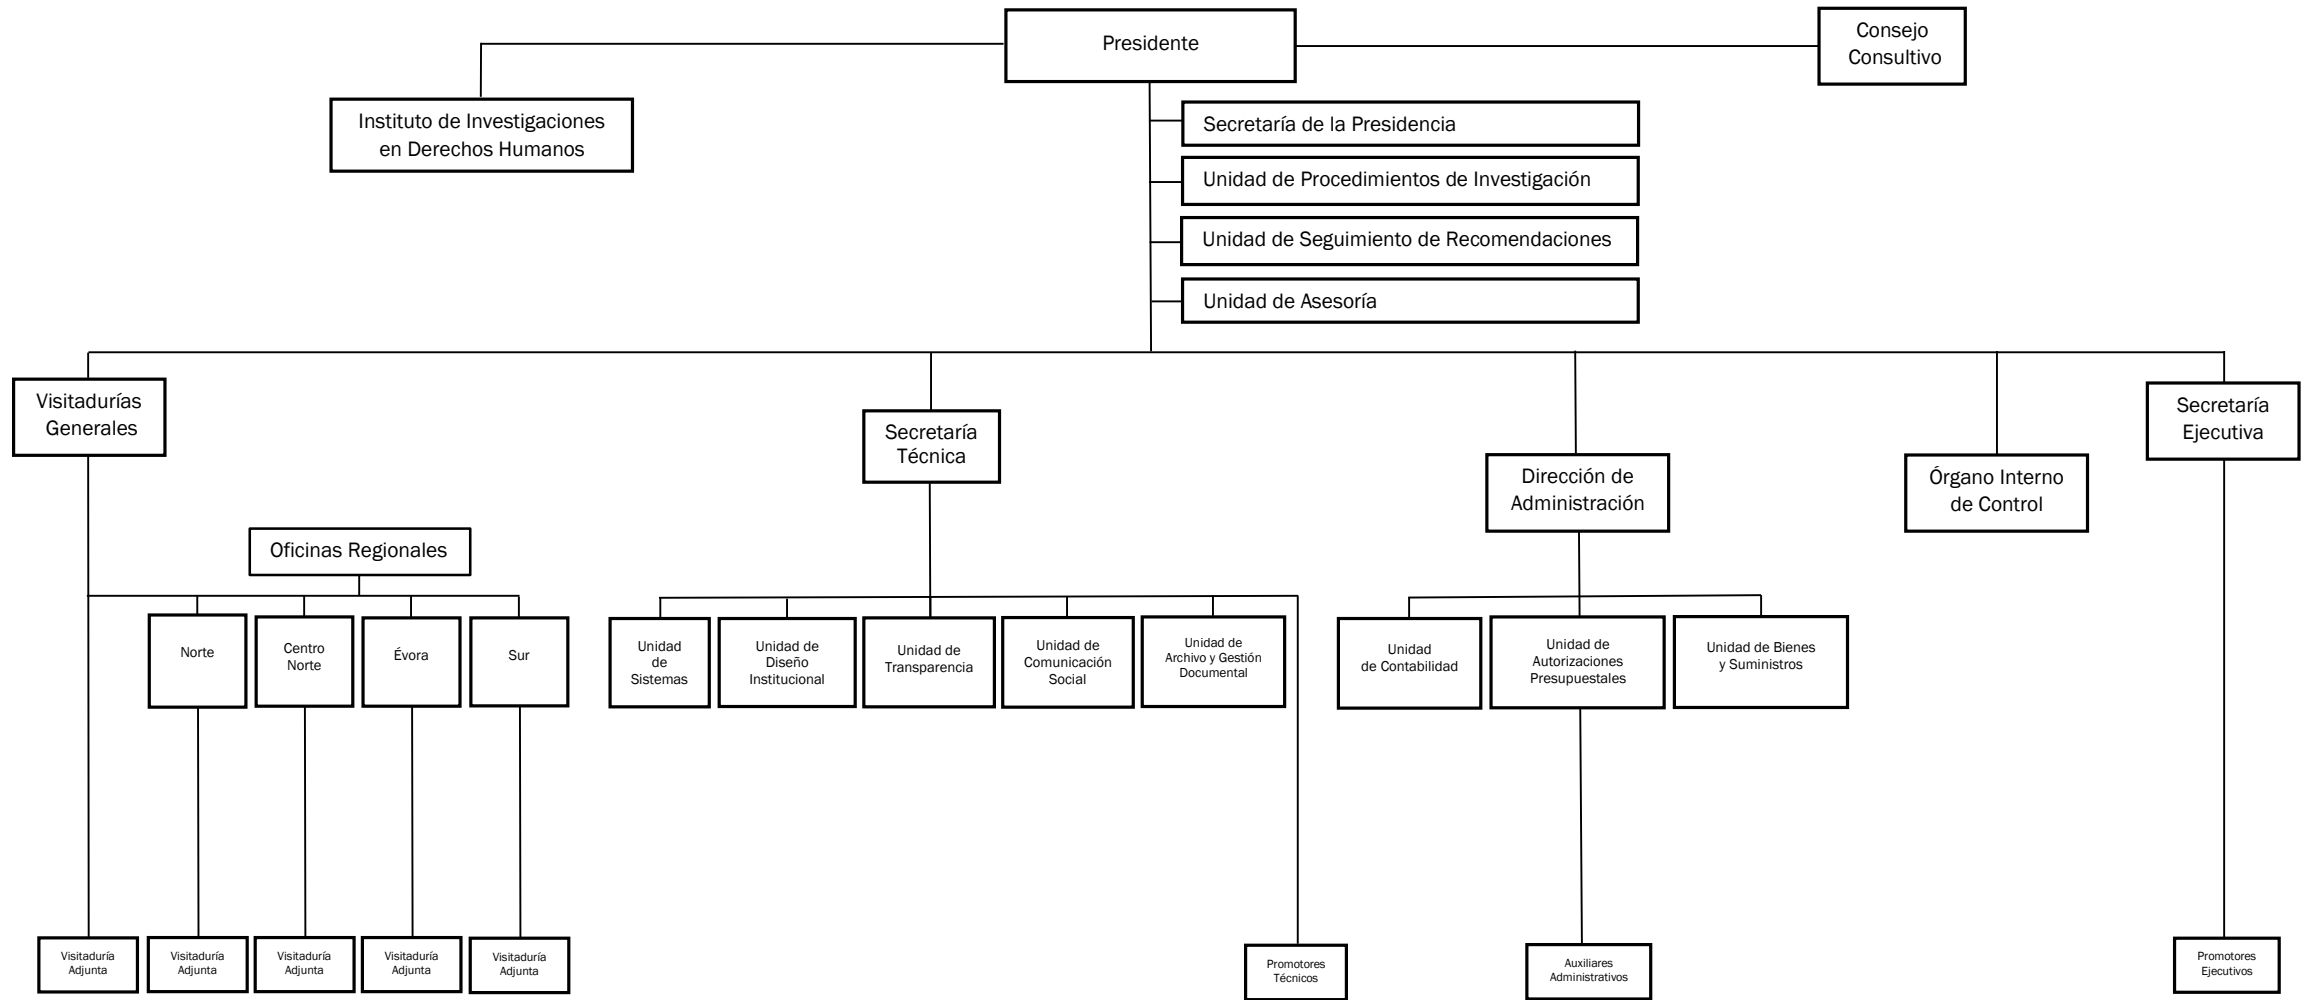 Presidente
Consejo
Consultivo
Instituto de Investigaciones
en Derechos Humanos
Secretaría de la Presidencia
Unidad de Procedimientos de Investigación
Unidad de Seguimiento de Recomendaciones
Unidad de Asesoría
Visitadurías
Generales
Secretaría
Técnica
Dirección de
Administración
Órgano Interno
de Control
Secretaría
Ejecutiva
Oficinas Regionales
Norte
Centro
Norte
Évora
Sur
Unidad
de
Sistemas
Unidad de
Diseño
Institucional
Unidad de
Transparencia
Unidad de
Comunicación
Social
Unidad de
Archivo y Gestión
Documental
Unidad
de Contabilidad
Unidad de
Autorizaciones
Presupuestales
Unidad de Bienes
y Suministros
Visitaduría
Adjunta
Visitaduría
Adjunta
Visitaduría
Adjunta
Visitaduría
Adjunta
Visitaduría
Adjunta
Promotores
Técnicos
Auxiliares
Administrativos
Promotores
Ejecutivos